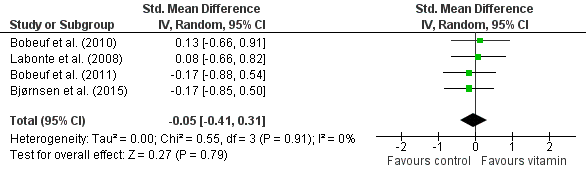 Std. Mean Difference Std. Mean Difference
Study or Subgroup IV, Random, 95% CI IV, Random, 95% CI
Bobeuf et al. (2010) 0.13 [-0.66, 0.91]
Labonte et al. (2008) 0.08 [-0.66, 0.82]
Bobeuf et al. (2011) -0.17 [-0.88, 0.54]
Bjørnsen et al. (2015) -0.17 [-0.85, 0.50]
Total (95% CI) -0.05 [-0.41, 0.31]
Heterogeneity: Tau² = 0.00; Chi² = 0.55, df = 3 (P = 0.91); I² = 0%
Test for overall effect: Z = 0.27 (P = 0.79)
-2 -1 0 1 2
Favours control Favours vitamin